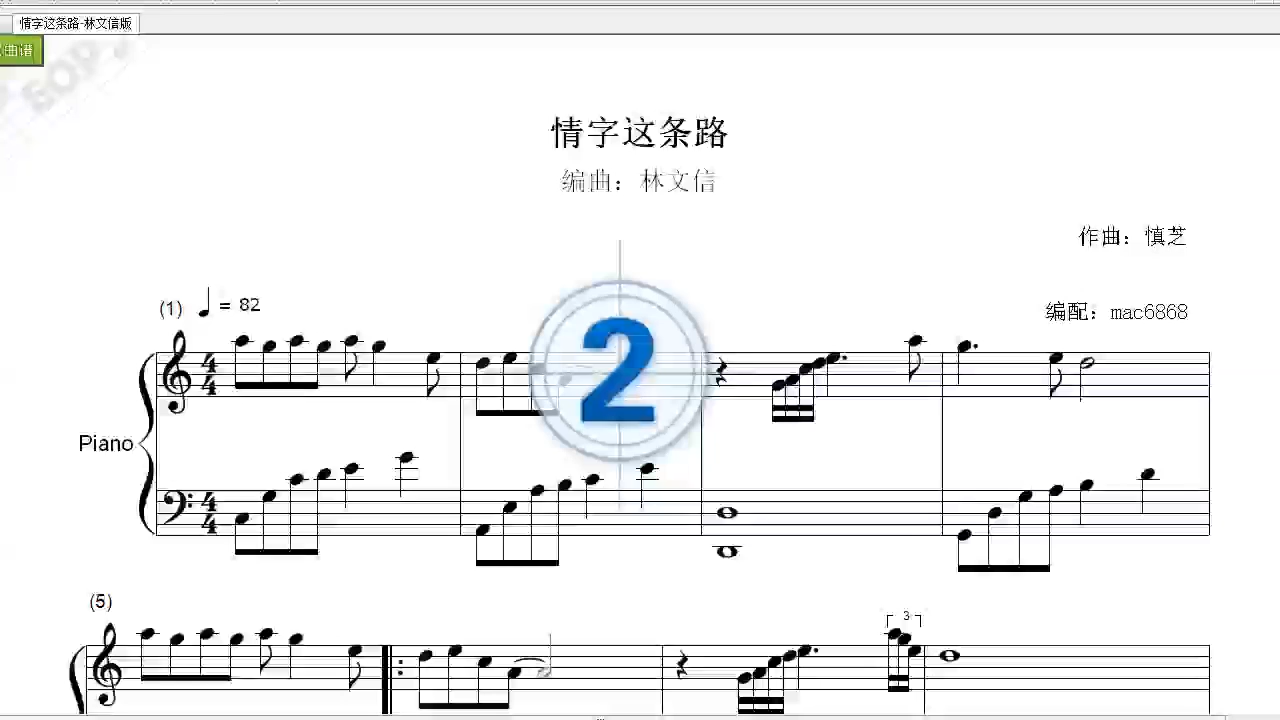 情字这条路-林文信版
曲谱
情字这条路
编曲：林文信
作曲：慎芝
(1) = 82
编配：mac6868
2
4
4
Piano
4
4
(5)
3